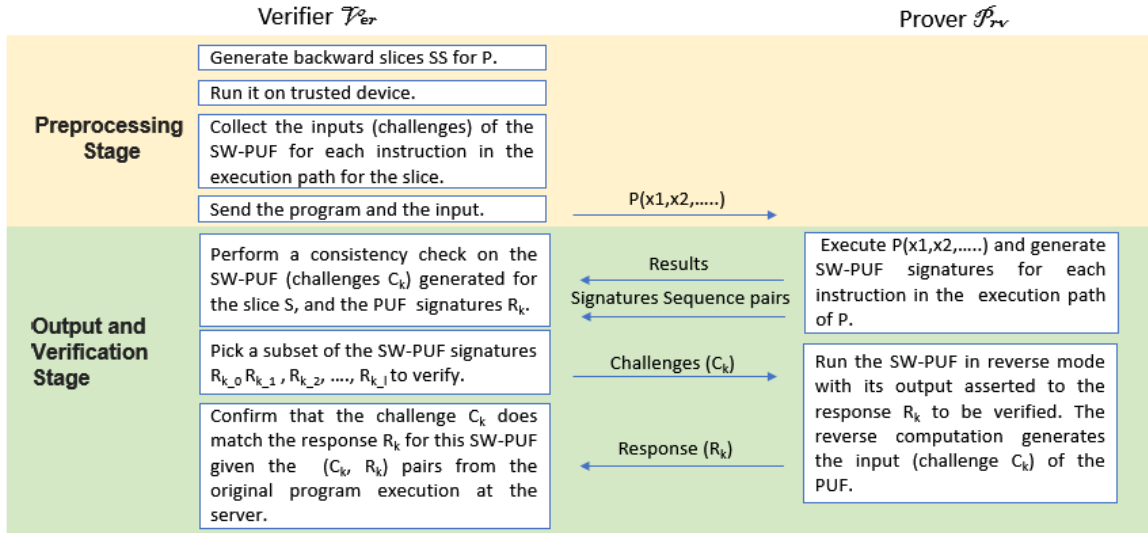 Verifier 𝒱er
Prover 𝒫rv
Preprocessing
Stage
Generate backward slices SS for P.
Run it on trusted device.
Collect the inputs (challenges) of the
SW-PUF for each instruction in the
execution path for the slice.
Send the program and the input.
P(x1,x2,.....)
Output and
Verification
Stage
Perform a consistency check on the
SW-PUF (challenges Cₖ) generated for
the slice S, and the PUF signatures Rₖ.
Results
Signatures Sequence pairs
Execute P(x1,x2,.....) and generate
SW-PUF signatures for each
instruction in the execution path
of P.
Pick a subset of the SW-PUF signatures
R_{k_0} R_{k_1} , R_{k_2}, ...., R_{k_l} to verify.
Challenges (Cₖ)
Run the SW-PUF in reverse mode
with its output asserted to the
response Rₖ to be verified. The
reverse computation generates
the input (challenge Cₖ) of the
PUF.
Confirm that the challenge Cₖ does
match the response Rₖ for this SW-PUF
given the (Cₖ, Rₖ) pairs from the
original program execution at the
server.
Response (Rₖ)